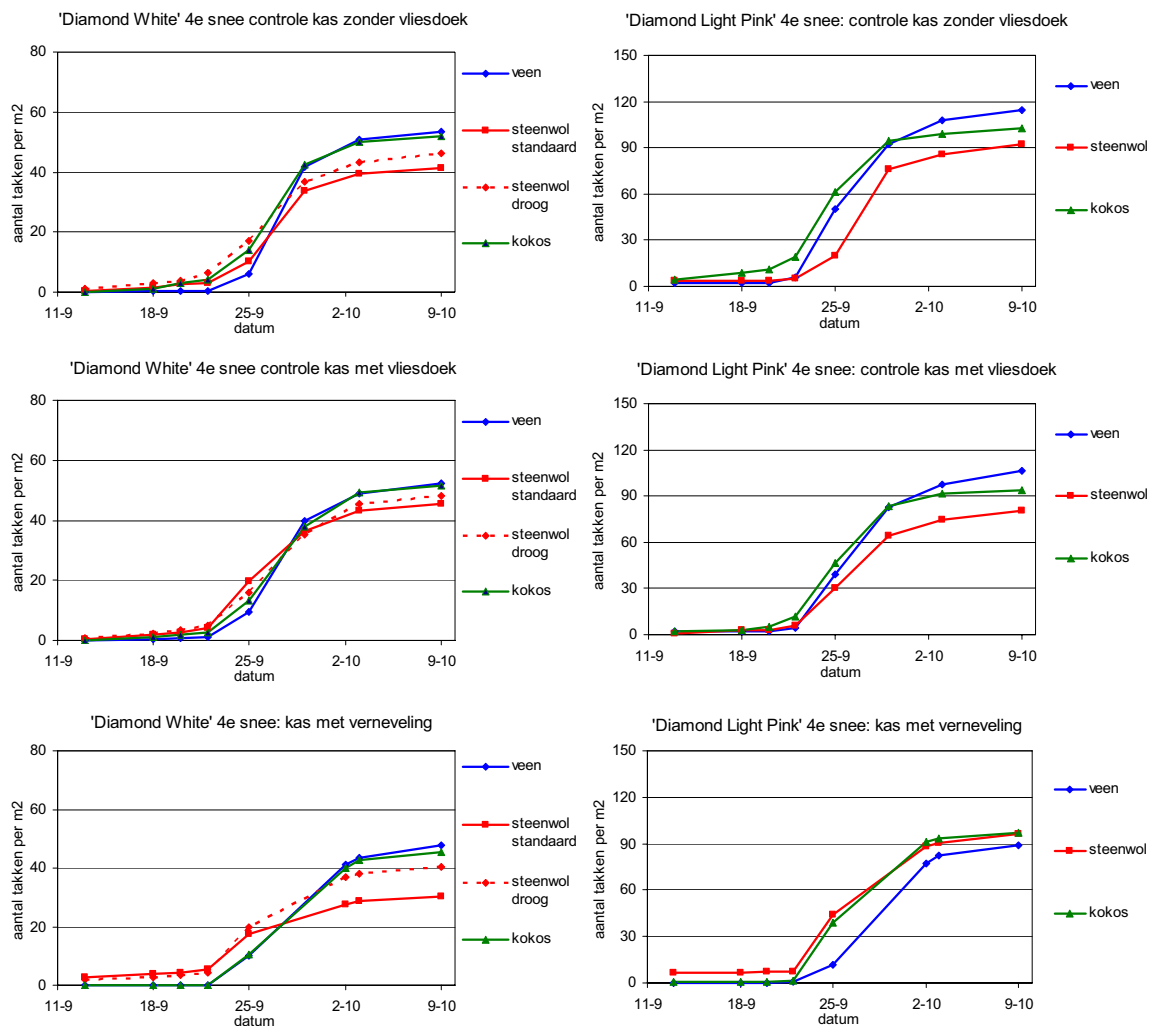 'Diamond White' 4e snee controle kas zonder vliesdoek
aantal takken per m2
80
60
40
20
0
11-9 18-9 25-9 2-10 9-10
datum
veen
steenwol
standaard
steenwol
droog
kokos
'Diamond Light Pink' 4e snee: controle kas zonder vliesdoek
aantal takken per m2
150
120
90
60
30
0
11-9 18-9 25-9 2-10 9-10
datum
veen
steenwol
kokos
'Diamond White' 4e snee controle kas met vliesdoek
aantal takken per m2
80
60
40
20
0
11-9 18-9 25-9 2-10 9-10
datum
veen
steenwol
standaard
steenwol
droog
kokos
'Diamond Light Pink' 4e snee: controle kas met vliesdoek
aantal takken per m2
150
120
90
60
30
0
11-9 18-9 25-9 2-10 9-10
datum
veen
steenwol
kokos
'Diamond White' 4e snee: kas met verneveling
aantal takken per m2
80
60
40
20
0
11-9 18-9 25-9 2-10 9-10
datum
veen
steenwol
standaard
steenwol
droog
kokos
'Diamond Light Pink' 4e snee: kas met verneveling
aantal takken per m2
150
120
90
60
30
0
11-9 18-9 25-9 2-10 9-10
datum
veen
steenwol
kokos